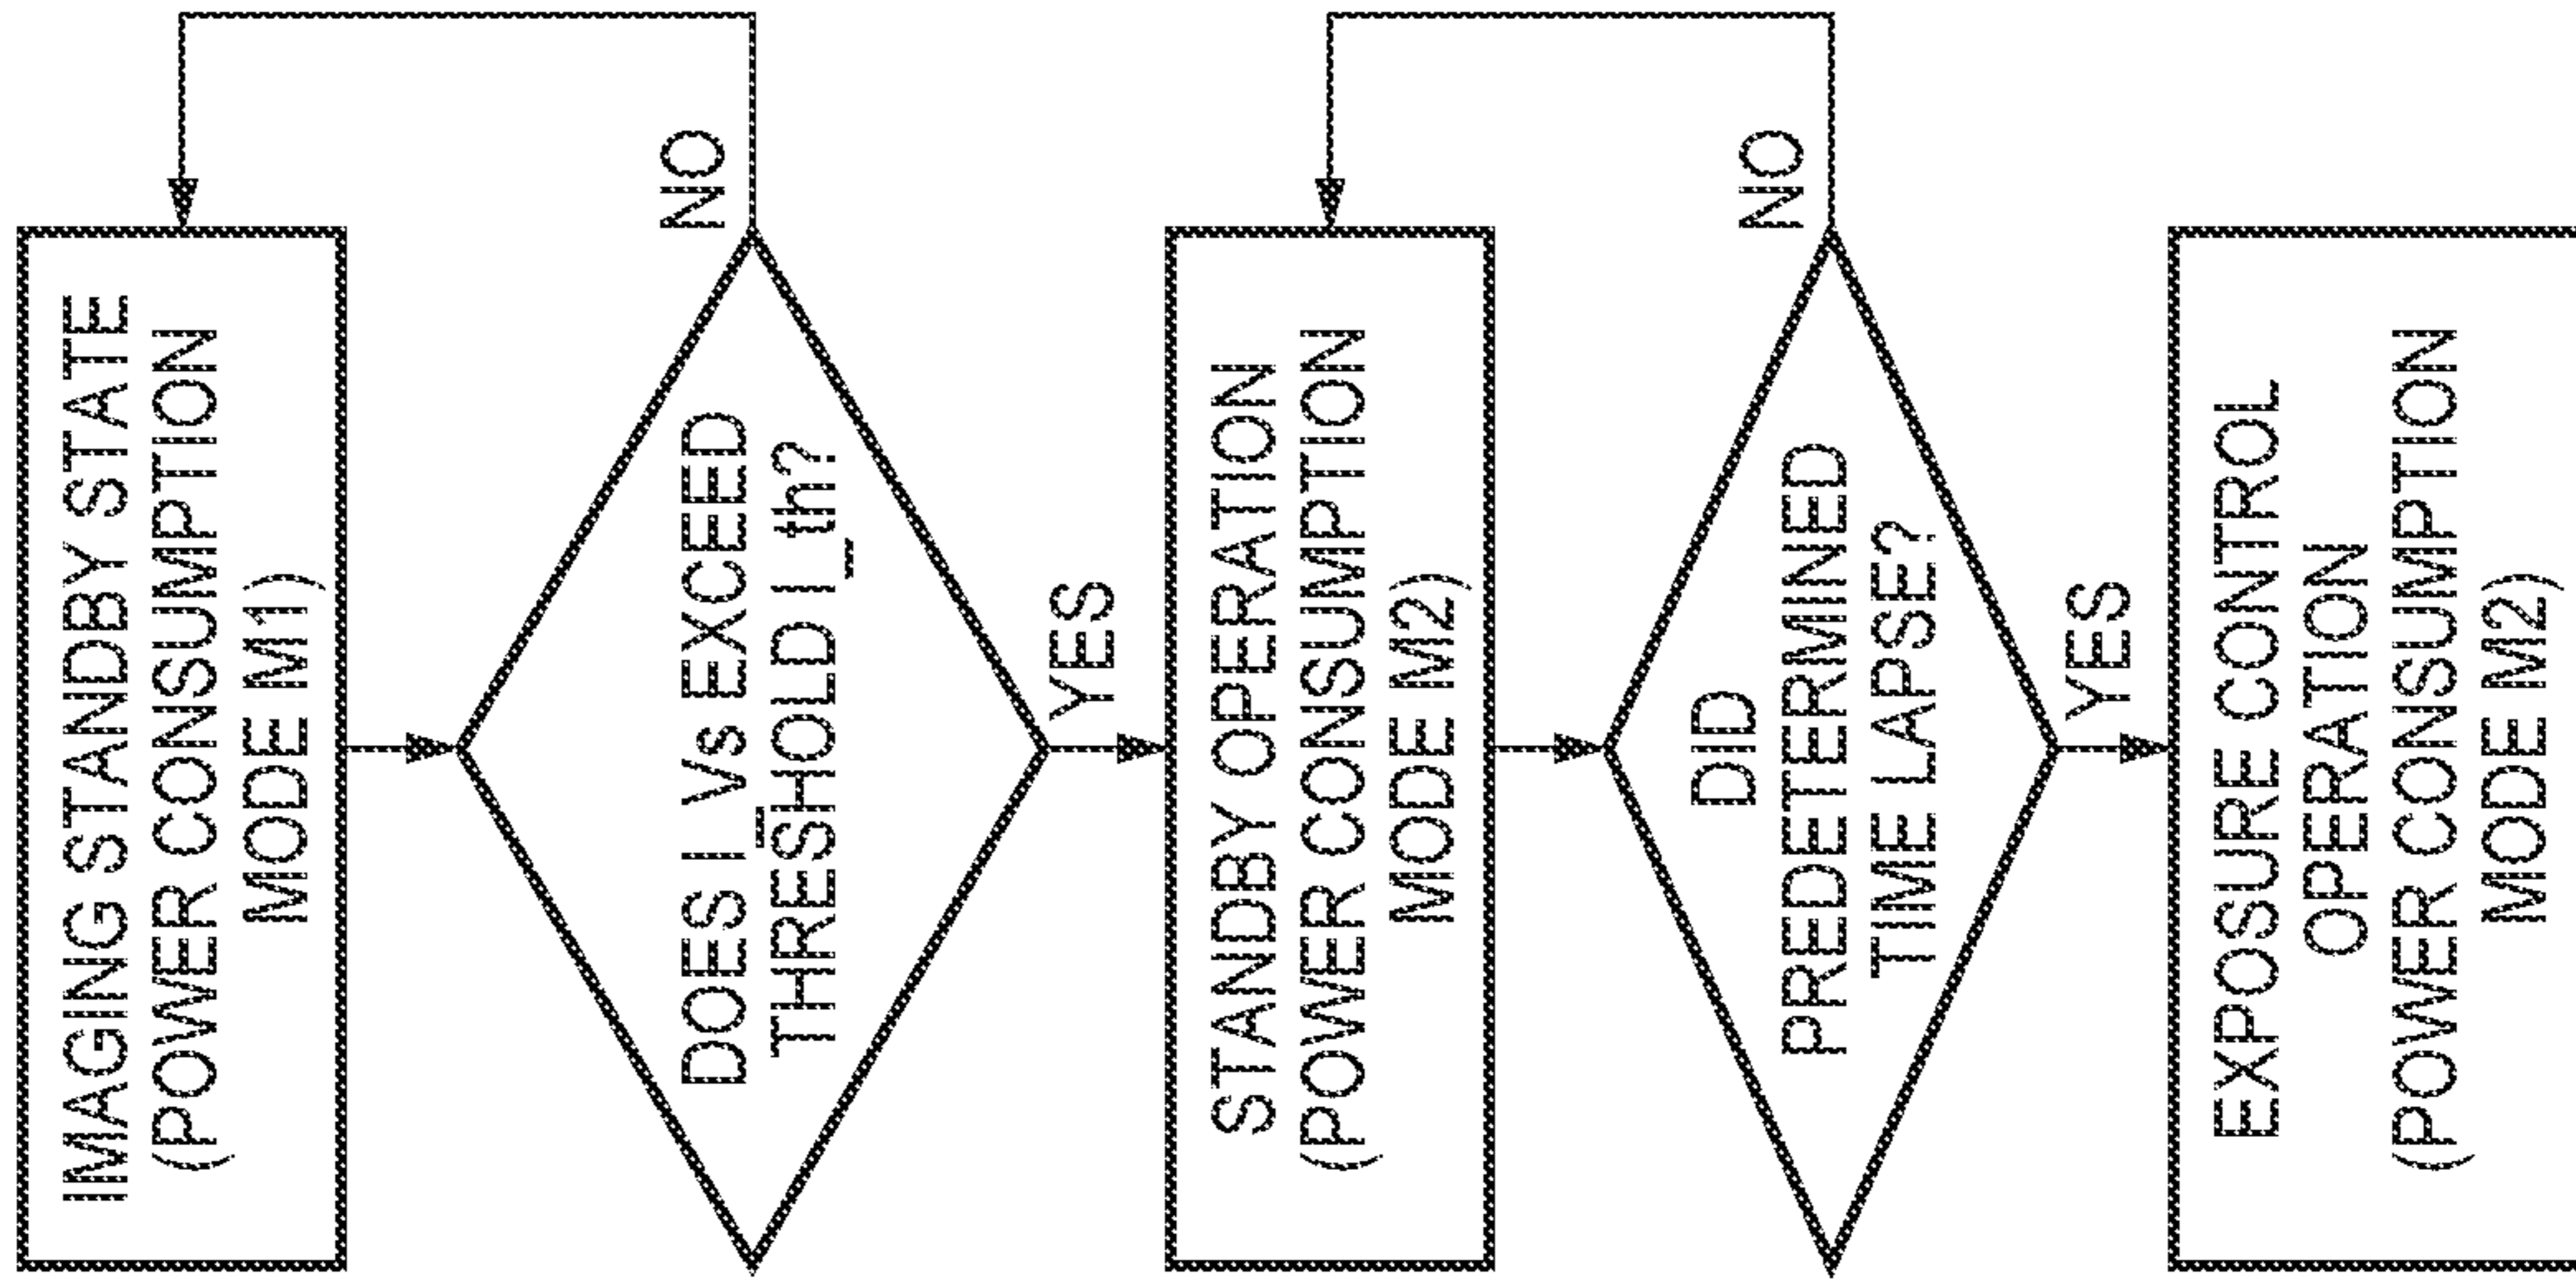 IMAGING STANDBY STATE
(POWER CONSUMPTION
MODE M1)
DOES I_Vs EXCEED
THRESHOLD I_th?
NO
YES
STANDBY OPERATION
(POWER CONSUMPTION
MODE M2)
DID
PREDETERMINED
TIME LAPSE?
NO
YES
EXPOSURE CONTROL
OPERATION
(POWER CONSUMPTION
MODE M2)